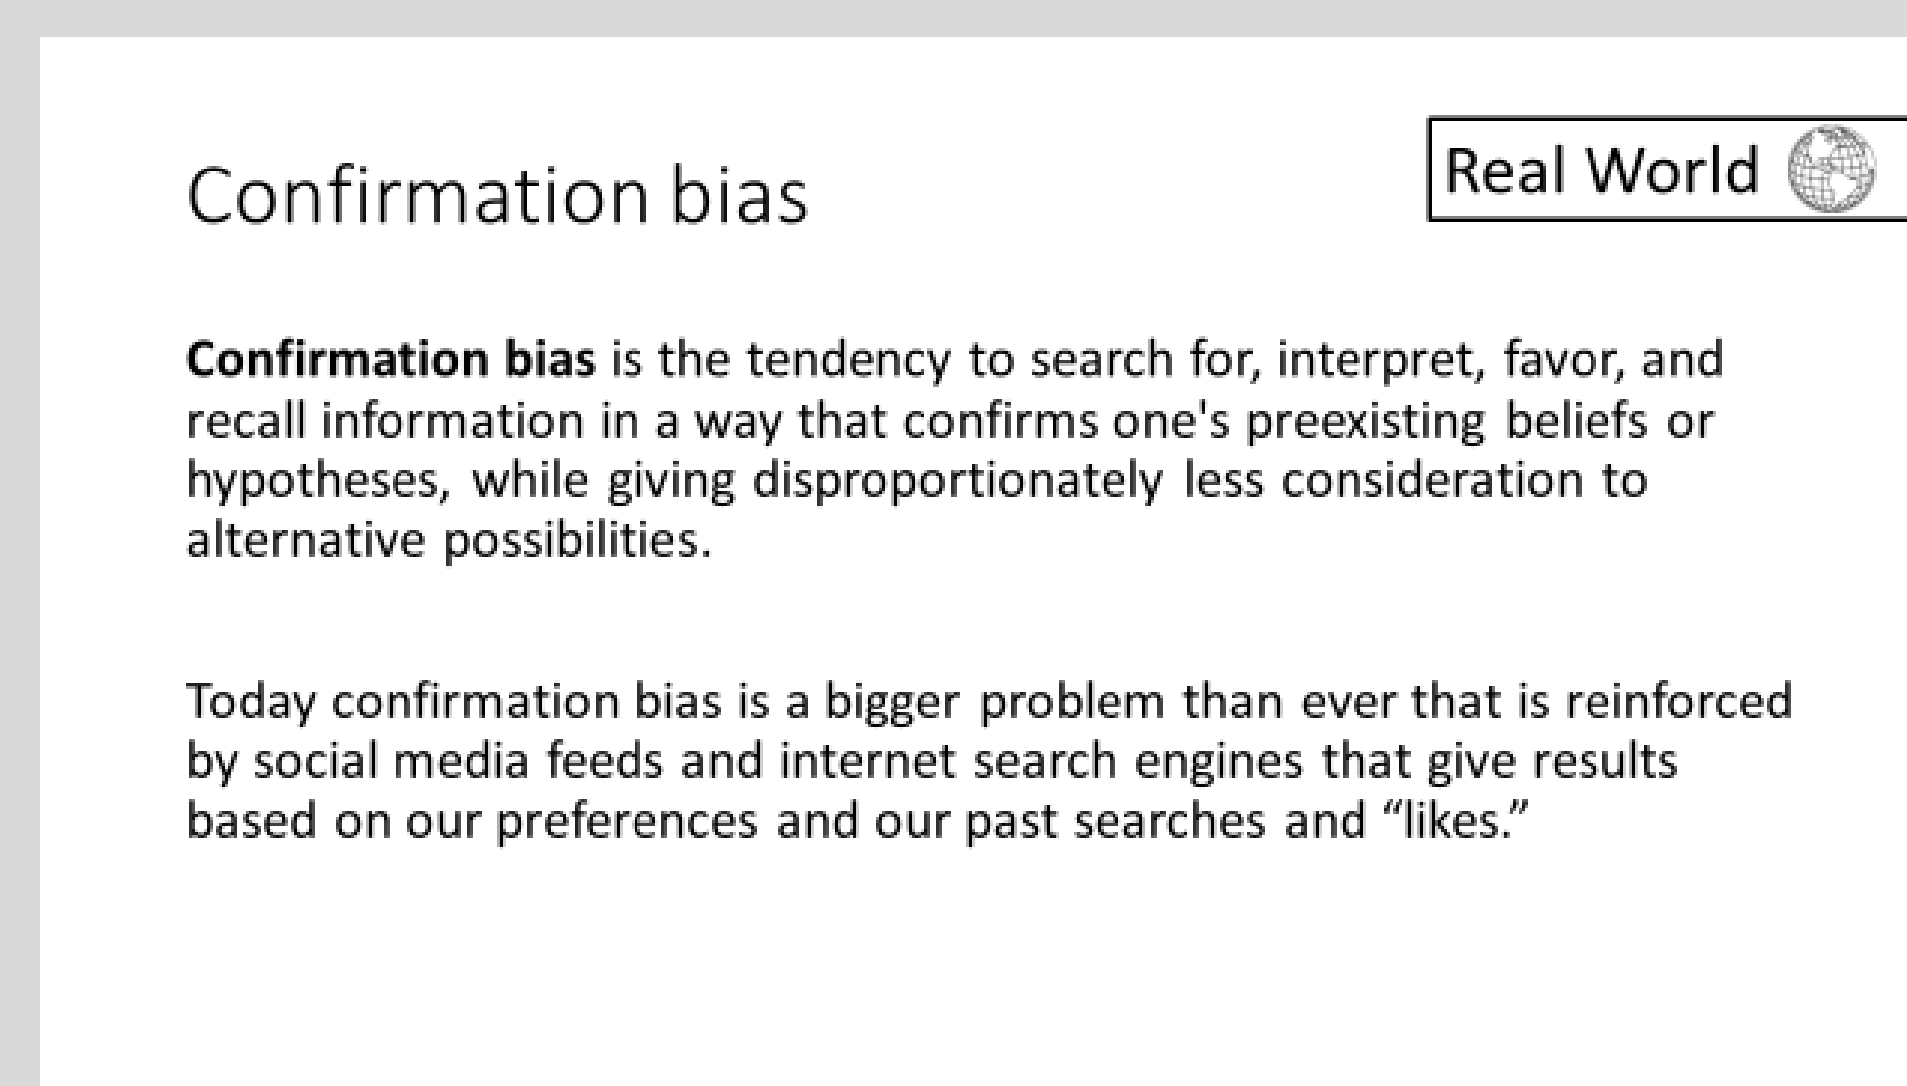 Confirmation bias
Real World
Confirmation bias is the tendency to search for, interpret, favor, and
recall information in a way that confirms one's preexisting beliefs or
hypotheses, while giving disproportionately less consideration to
alternative possibilities.
Today confirmation bias is a bigger problem than ever that is reinforced
by social media feeds and internet search engines that give results
based on our preferences and our past searches and “likes.”